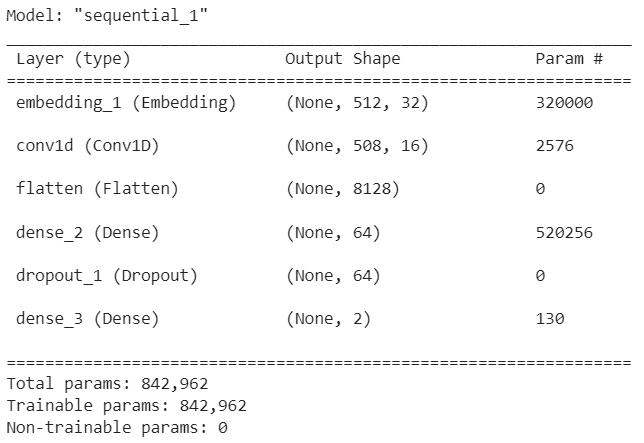 Model: "sequential_1"
_________________________________________________________________
Layer (type) Output Shape Param #
=================================================================
embedding_1 (Embedding) (None, 512, 32) 320000
conv1d (Conv1D) (None, 508, 16) 2576
flatten (Flatten) (None, 8128) 0
dense_2 (Dense) (None, 64) 520256
dropout_1 (Dropout) (None, 64) 0
dense_3 (Dense) (None, 2) 130
=================================================================
Total params: 842,962
Trainable params: 842,962
Non-trainable params: 0